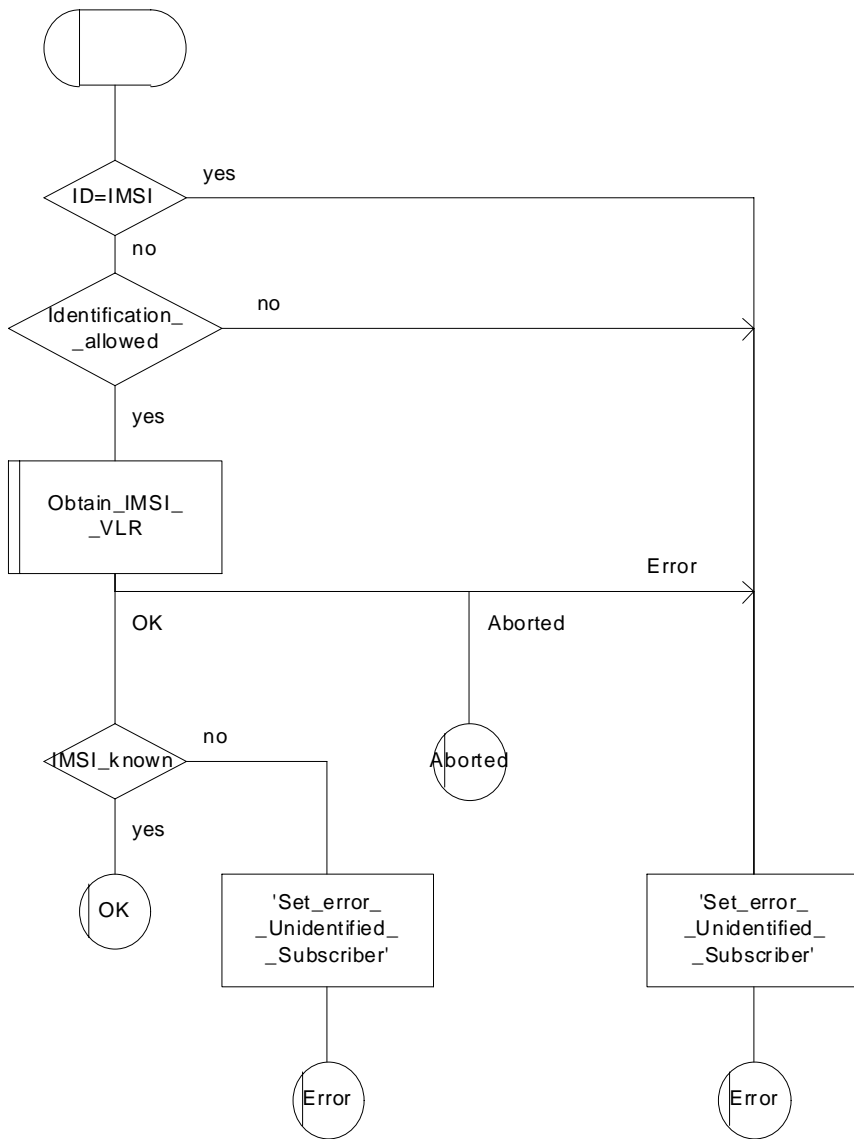 yes
ID=IMSI
no
Identification_
_allowed
no
yes
Obtain_IMSI_
_VLR
Error
OK
Aborted
IMSI_known
no
Aborted
yes
OK
'Set_error_
_Unidentified_
_Subscriber'
'Set_error_
_Unidentified_
_Subscriber'
Error
Error